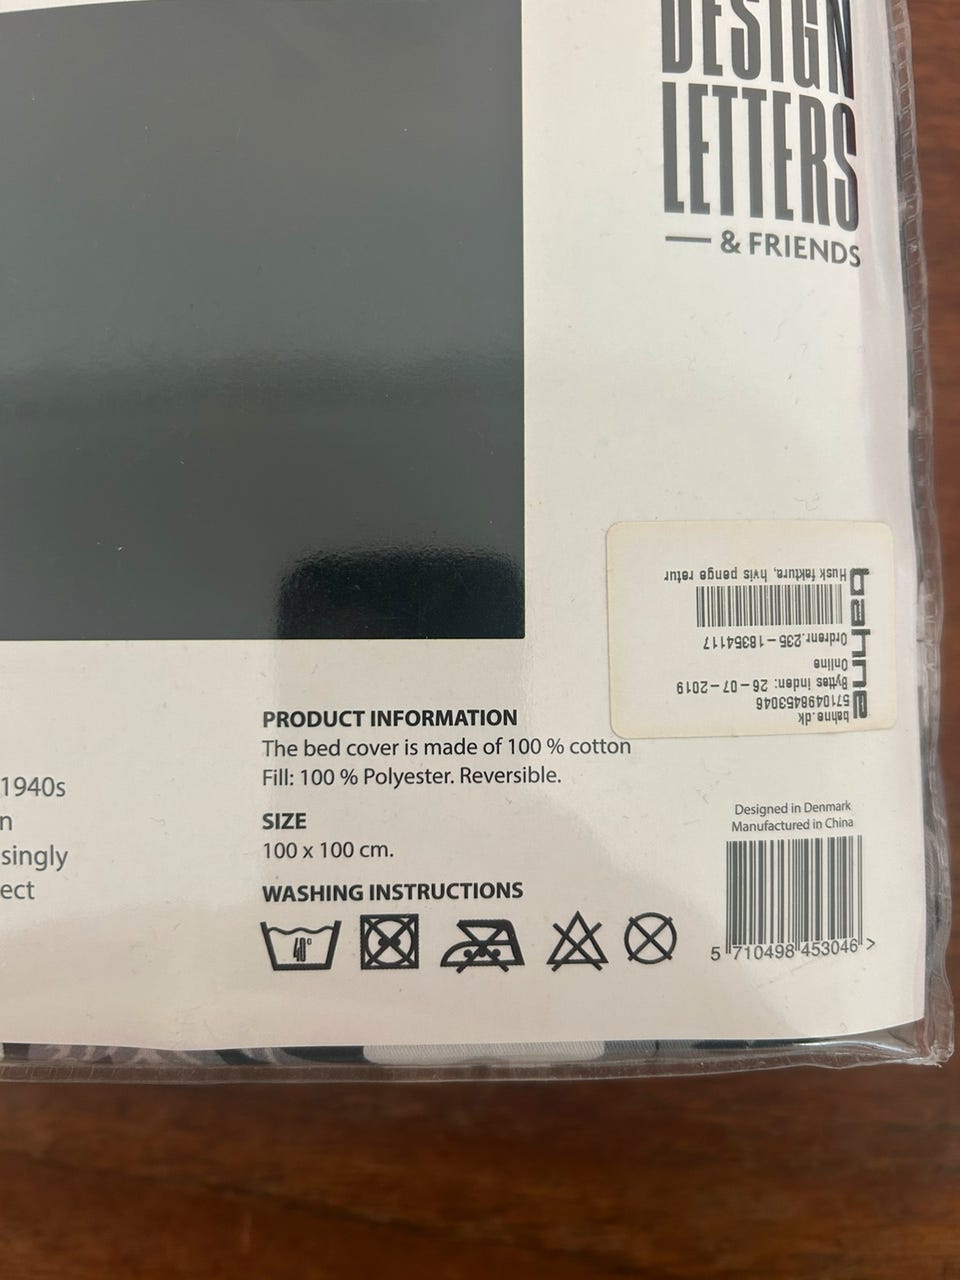 DESIGN
LETTERS
& FRIENDS
bahne
bahne.dk
5710498453046
Byttes inden: 26-07-2019
Online
Ordrenr.235-18354117
Husk faktura, hvis penge retur
1940s
n
singly
ect
PRODUCT INFORMATION
The bed cover is made of 100 % cotton
Fill: 100 % Polyester. Reversible.
SIZE
100 x 100 cm.
WASHING INSTRUCTIONS
40°
Designed in Denmark
Manufactured in China
5 710498 453046 >